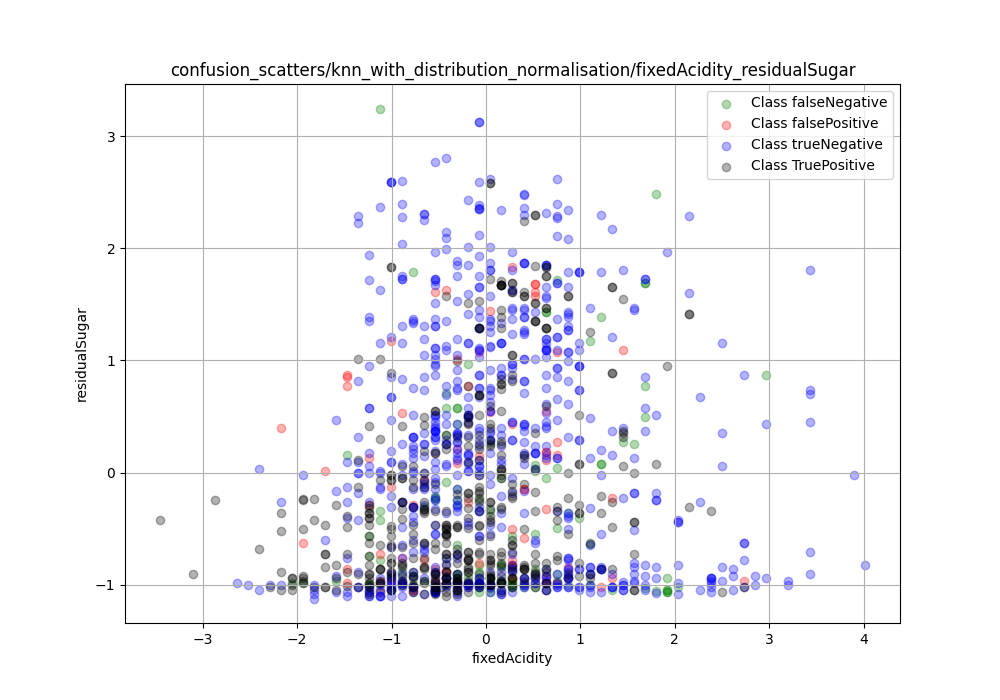 confusion_scatters/knn_with_distribution_normalisation/fixedAcidity_residualSugar
Class falseNegative
Class falsePositive
Class trueNegative
Class TruePositive
residualSugar
3
2
1
0
−1
−3
−2
−1
0
1
2
3
4
fixedAcidity